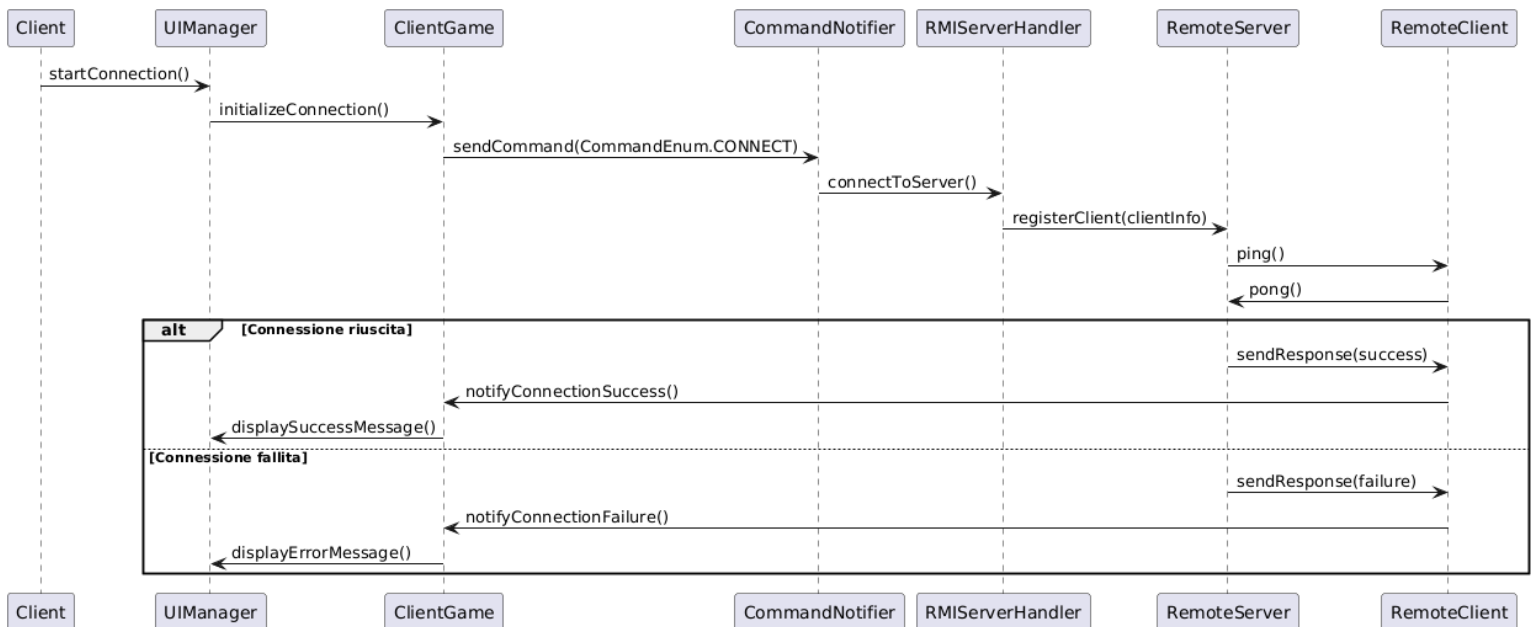 Client UIManager ClientGame CommandNotifier RMIServerHandler RemoteServer RemoteClient
startConnection()
initializeConnection()
sendCommand(CommandEnum.CONNECT)
connectToServer()
registerClient(clientInfo)
ping()
pong()
alt [Connessione riuscita]
sendResponse(success)
notifyConnectionSuccess()
displaySuccessMessage()
[Connessione fallita]
sendResponse(failure)
notifyConnectionFailure()
displayErrorMessage()
Client UIManager ClientGame CommandNotifier RMIServerHandler RemoteServer RemoteClient